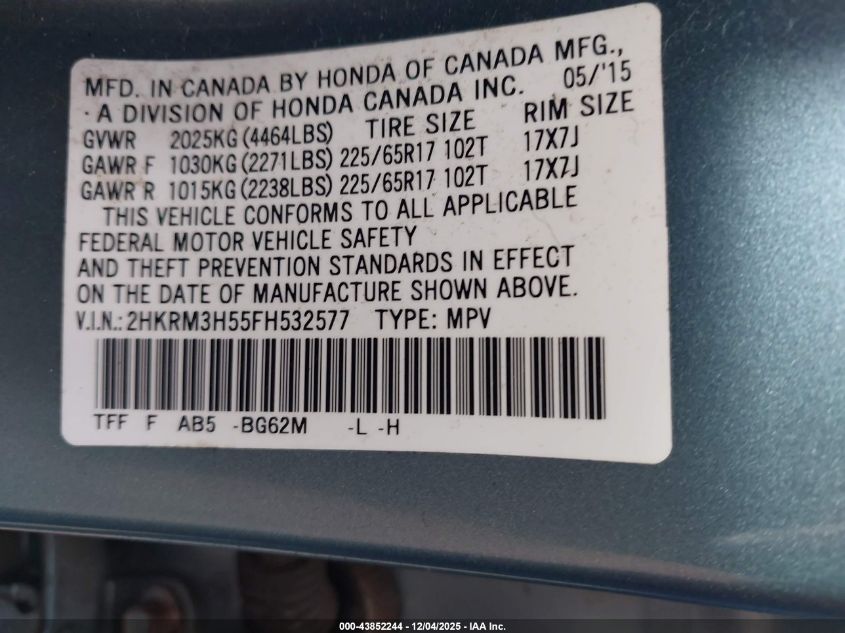 MFD. IN CANADA BY HONDA OF CANADA MFG.,
· A DIVISION OF HONDA CANADA INC. 05/'15
GVWR 2025KG (4464LBS) TIRE SIZE RIM SIZE
GAWR F 1030KG (2271LBS) 225/65R17 102T 17X7J
GAWR R 1015KG (2238LBS) 225/65R17 102T 17X7J
THIS VEHICLE CONFORMS TO ALL APPLICABLE
FEDERAL MOTOR VEHICLE SAFETY
AND THEFT PREVENTION STANDARDS IN EFFECT
ON THE DATE OF MANUFACTURE SHOWN ABOVE.
V.I.N.: 2HKRM3H55FH532577 TYPE: MPV
TFF F AB5 -BG62M -L -H
000-43852244 - 12/04/2025 - IAA Inc.